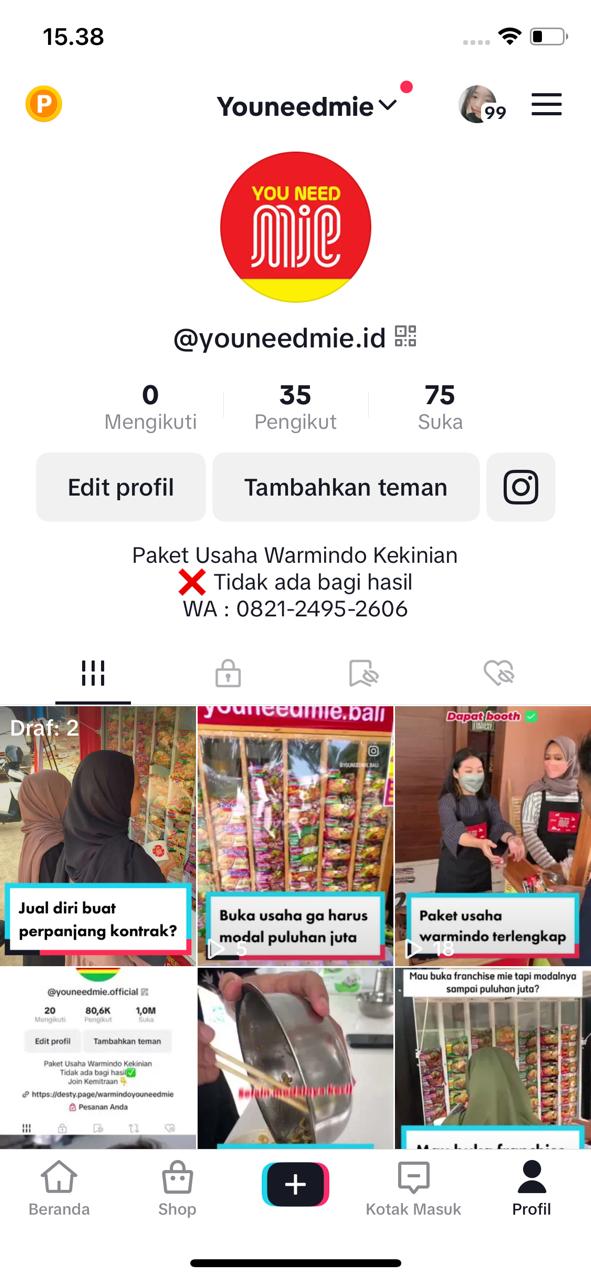 15.38
P
Youneedmie
99
YOU NEED
mie
@youneedmie.id
0
35
75
Mengikuti
Pengikut
Suka
Edit profil
Tambahkan teman
Paket Usaha Warmindo Kekinian
❌ Tidak ada bagi hasil
WA : 0821-2495-2606
Draf: 2
Jual diri buat
perpanjang kontrak?
youneedmie.bali
@YOUNEEDMIE.BALI
Buka usaha ga harus
modal puluhan juta
5
Dapat booth ✅
Paket usaha
warmindo terlengkap
18
@youneedmie.official
20
80,6K
1,0M
Mengikuti
Pengikut
Suka
Edit profil
Tambahkan teman
Paket Usaha Warmindo Kekinian
Tidak ada bagi hasil✅
Join Kemitraan👇
https://desty.page/warmindoyouneedmie
Pesanan Anda
Selain modalnya kecil
Mau buka franchise mie tapi modalnya
sampai puluhan juta?
Mau buka franchise
Beranda
Shop
Kotak Masuk
Profil